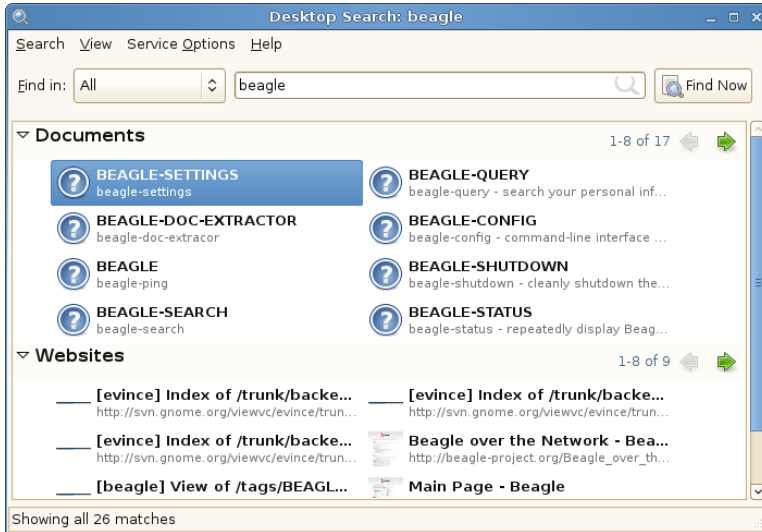 Desktop Search: beagle
Search View Service Options Help
Find in: All beagle Find Now
Documents 1-8 of 17
BEAGLE-SETTINGS
beagle-settings
BEAGLE-QUERY
beagle-query - search your personal inf...
BEAGLE-DOC-EXTRACTOR
beagle-doc-extracor
BEAGLE-CONFIG
beagle-config - command-line interface ...
BEAGLE
beagle-ping
BEAGLE-SHUTDOWN
beagle-shutdown - cleanly shutdown the...
BEAGLE-SEARCH
beagle-search
BEAGLE-STATUS
beagle-status - repeatedly display Beag...
Websites 1-8 of 9
[evince] Index of /trunk/backe...
http://svn.gnome.org/viewvc/evince/trun...
[evince] Index of /trunk/backe...
http://svn.gnome.org/viewvc/evince/trun...
[evince] Index of /trunk/backe...
http://svn.gnome.org/viewvc/evince/trun...
Beagle over the Network - Bea...
http://beagle-project.org/Beagle_over_th...
[beagle] View of /tags/BEAGL...
Main Page - Beagle
Showing all 26 matches